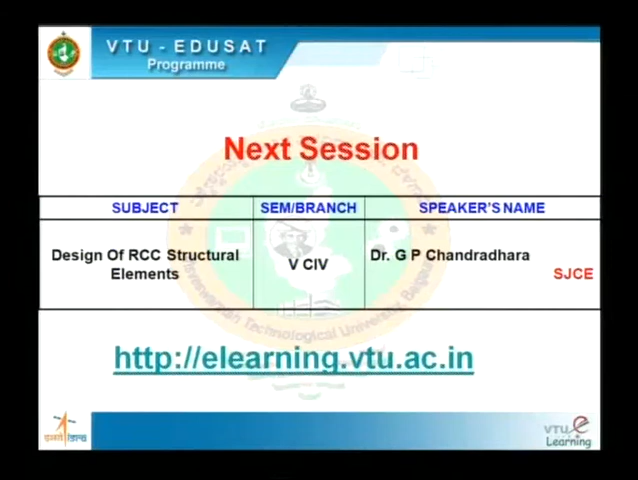 VTU - EDUSAT
Programme
Next Session
SUBJECT SEM/BRANCH SPEAKER'S NAME
Design Of RCC Structural
Elements
V CIV
Dr. G P Chandradhara
SJCE
http://elearning.vtu.ac.in
VTU e
Learning